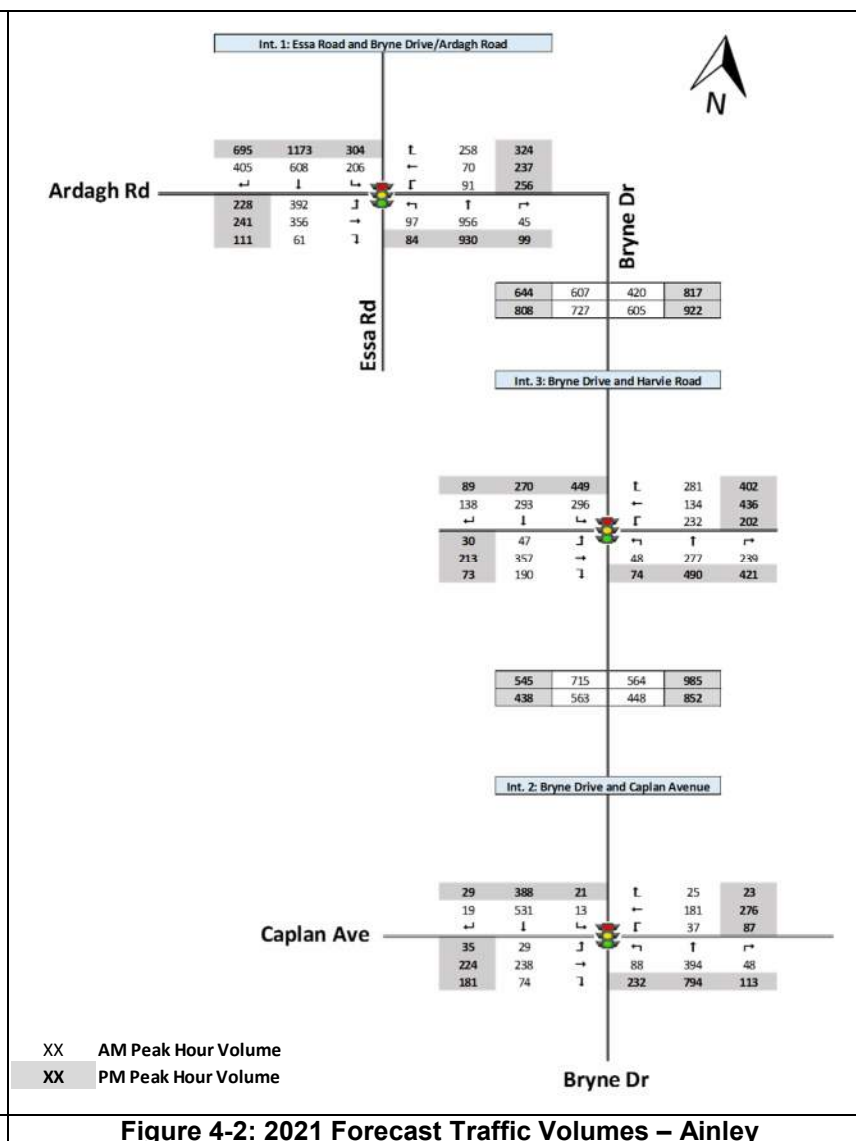 Int. 1: Essa Road and Bryne Drive/Ardagh Road
N
695 1173 304 258 324
405 608 206 70 237
91 256
Ardagh Rd
228 392
241 356 97 956 45
111 61 84 930 99
Bryne Dr
Essa Rd
644 607 420 817
808 727 605 922
Int. 3: Bryne Drive and Harvie Road
89 270 449 281 402
138 293 296 134 436
232 202
30 47
213 357 48 277 239
73 190 74 490 421
545 715 564 985
438 563 448 852
Int. 2: Bryne Drive and Caplan Avenue
29 388 21 25 23
19 531 13 181 276
37 87
Caplan Ave
35 29
224 238 88 394 48
181 74 232 794 113
XX AM Peak Hour Volume
XX PM Peak Hour Volume
Bryne Dr
Figure 4-2: 2021 Forecast Traffic Volumes – Ainley